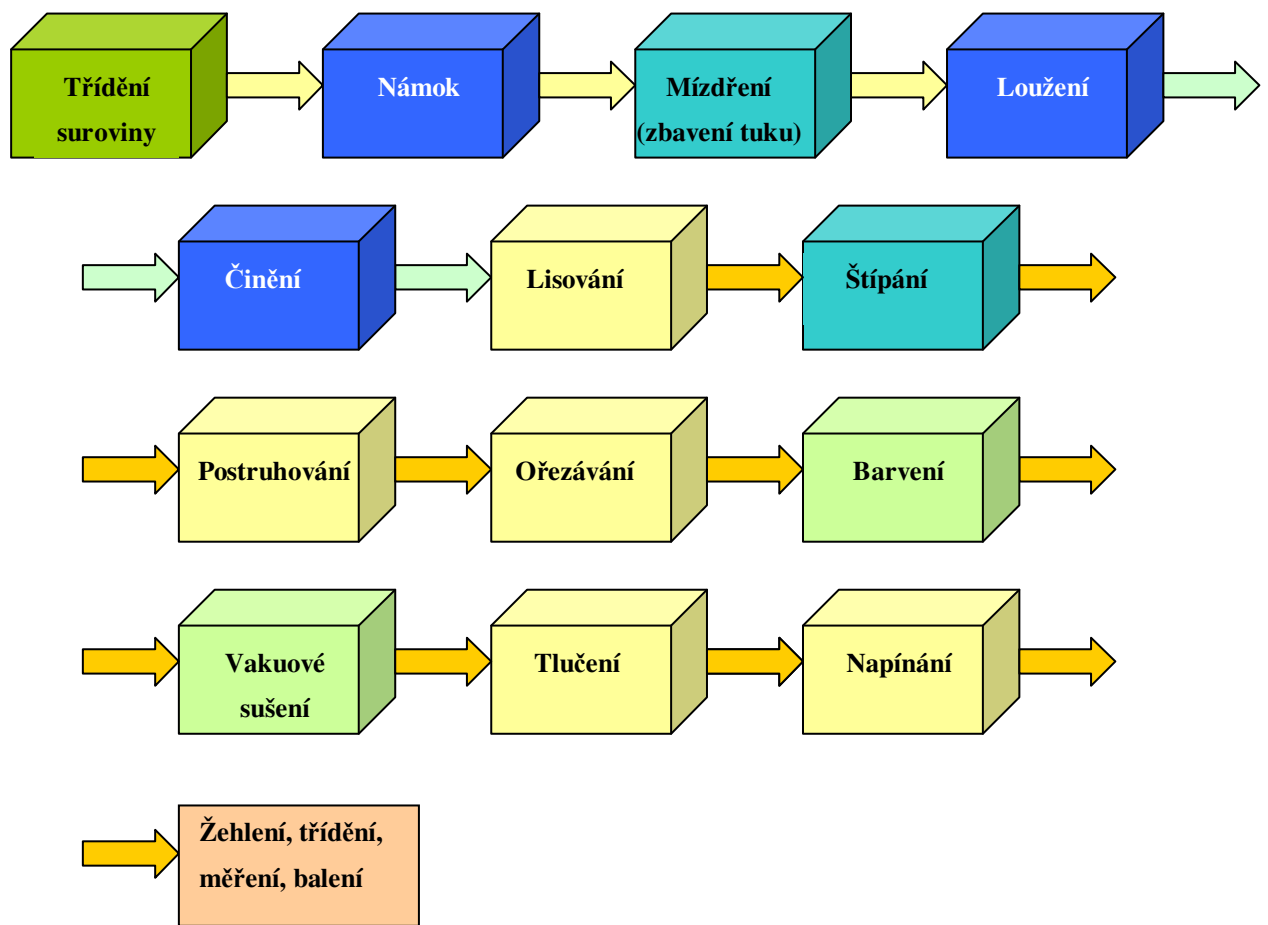 Třídění
suroviny
Námok
Mízdření
(zbavení tuku)
Loužení
Činění
Lisování
Štípání
Postruhování
Ořezávání
Barvení
Vakuové
sušení
Tlučení
Napínání
Žehlení, třídění,
měření, balení